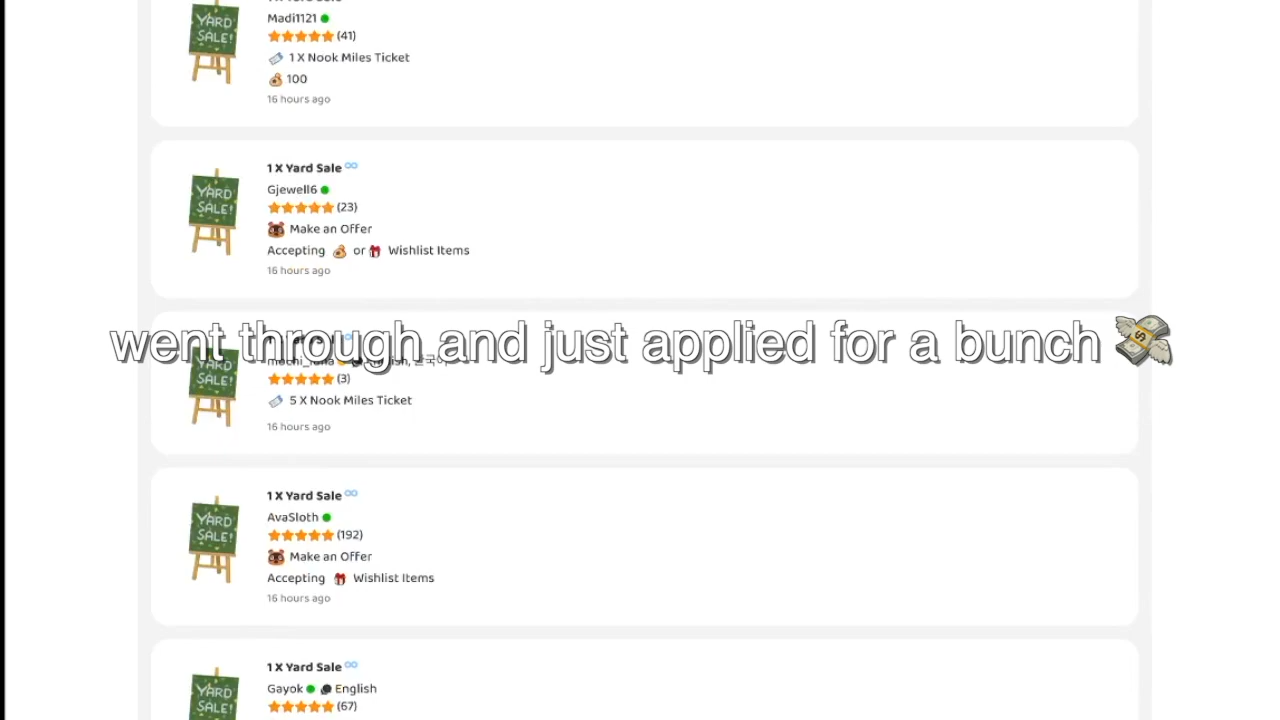 YARD
SALE!
Madi1121
(41)
1 X Nook Miles Ticket
100
16 hours ago
YARD
SALE!
1 X Yard Sale
Gjewell6
(23)
Make an Offer
Accepting or Wishlist Items
16 hours ago
went through and just applied for a bunch
YARD
SALE!
(3)
5 X Nook Miles Ticket
16 hours ago
YARD
SALE!
1 X Yard Sale
AvaSloth
(192)
Make an Offer
Accepting Wishlist Items
16 hours ago
YARD
SALE!
1 X Yard Sale
Gayok English
(67)